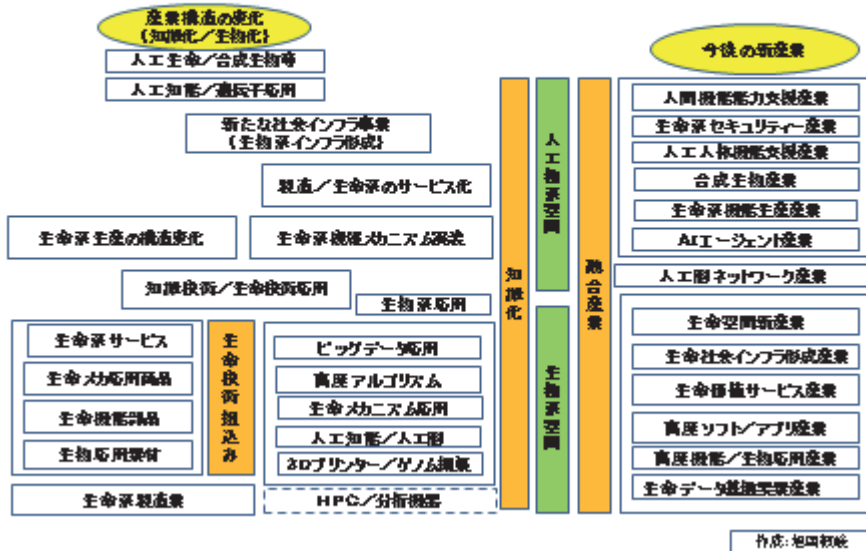 産業構造の変化
(知識化／生物化)
人工生命／合成生物等
人工知能／遺伝子応用
新たな社会インフラ事業
(生物系インフラ形成)
製造／生命系のサービス化
生命系生産の構造変化
生命系機能メカニズム実装
知識技術／生命技術応用
生物系応用
生命系サービス
生命メカ応用商品
生命機能部品
生物応用素材
生命系製造業
生命技術組込み
ビッグデータ応用
高度アルゴリズム
生命メカニズム応用
人工知能／人工脳
3Dプリンター／ゲノム編集
HPC／分析機器
知識化
人工物系空間
生物系空間
融合産業
今後の新産業
人間機能能力支援産業
生命系セキュリティー産業
人工人体機能支援産業
合成生物産業
生命系機能生産産業
AIエージェント産業
人工脳ネットワーク産業
生命空間新産業
生命社会インフラ形成産業
生命価値サービス産業
高度ソフト／アプリ産業
高度機能／生物応用産業
生命データ基盤産業
作成: